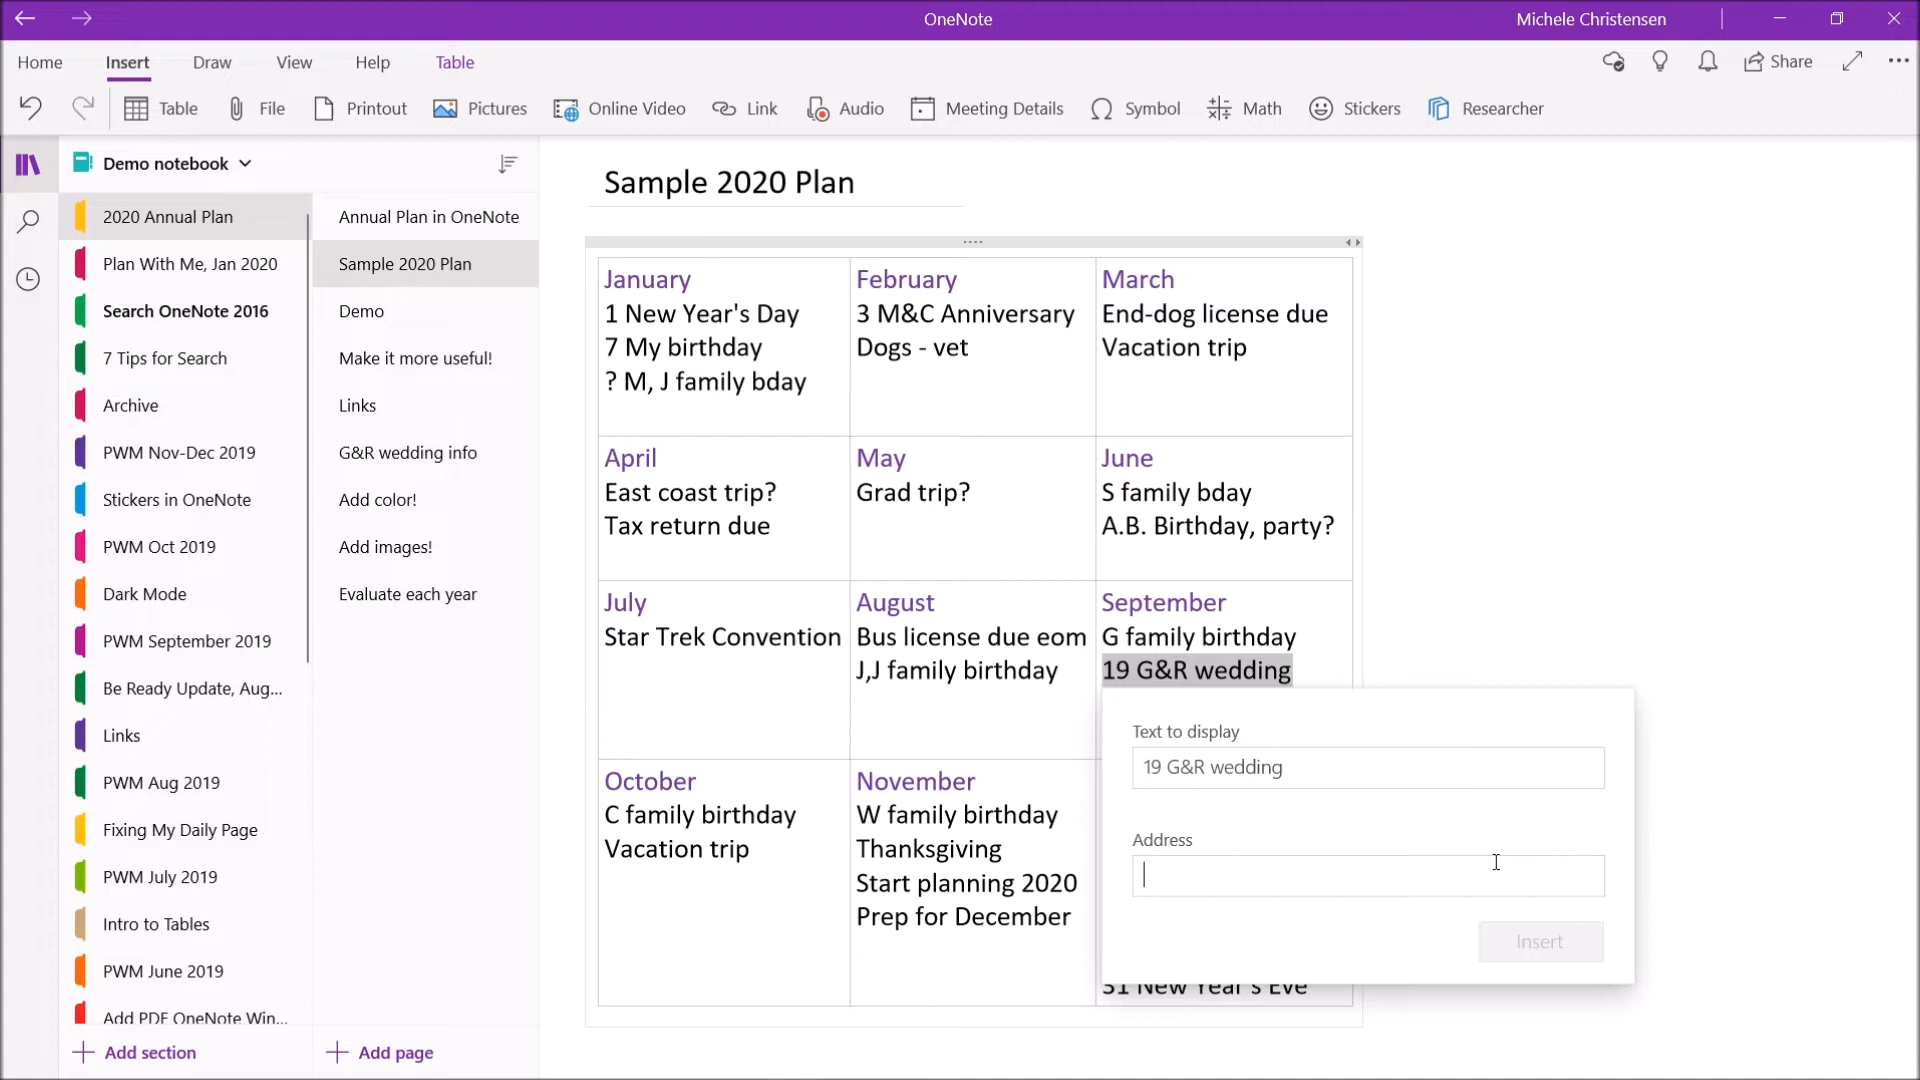 OneNote
Michele Christensen
Home
Insert
Draw
View
Help
Table
Share
Table
File
Printout
Pictures
Online Video
Link
Audio
Meeting Details
Symbol
Math
Stickers
Researcher
Demo notebook
2020 Annual Plan
Plan With Me, Jan 2020
Search OneNote 2016
7 Tips for Search
Archive
PWM Nov-Dec 2019
Stickers in OneNote
PWM Oct 2019
Dark Mode
PWM September 2019
Be Ready Update, Aug...
Links
PWM Aug 2019
Fixing My Daily Page
PWM July 2019
Intro to Tables
PWM June 2019
Add PDF OneNote Win...
Add section
Annual Plan in OneNote
Sample 2020 Plan
Demo
Make it more useful!
Links
G&R wedding info
Add color!
Add images!
Evaluate each year
Add page
Sample 2020 Plan
January
1 New Year's Day
7 My birthday
? M, J family bday
February
3 M&C Anniversary
Dogs - vet
March
End-dog license due
Vacation trip
April
East coast trip?
Tax return due
May
Grad trip?
June
S family bday
A.B. Birthday, party?
July
Star Trek Convention
August
Bus license due eom
J,J family birthday
September
G family birthday
19 G&R wedding
October
C family birthday
Vacation trip
November
W family birthday
Thanksgiving
Start planning 2020
Prep for December
31 New Year's Eve
Text to display
19 G&R wedding
Address
Insert